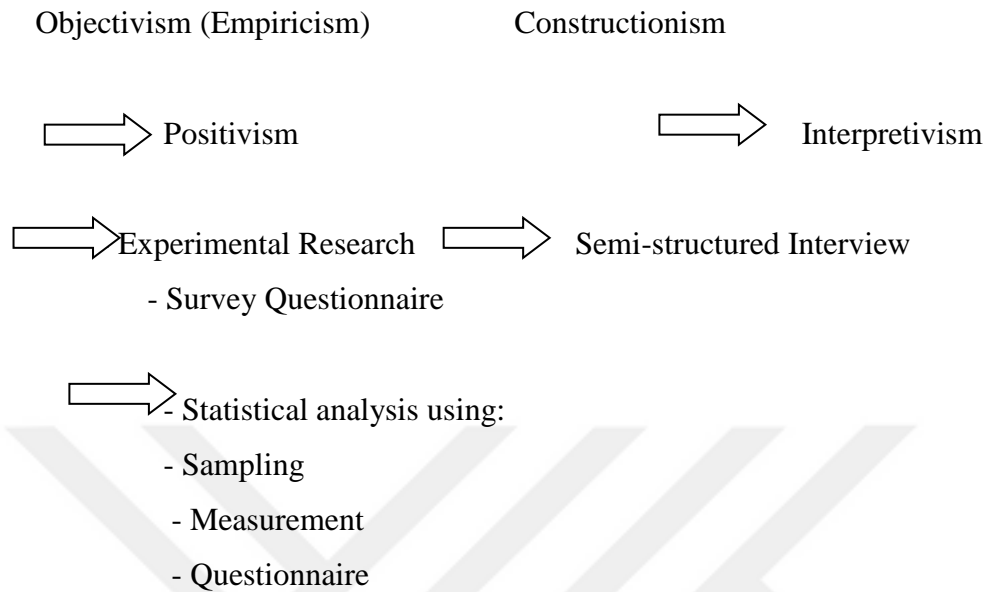 Objectivism (Empiricism) Constructionism
Positivism Interpretivism
Experimental Research Semi-structured Interview
- Survey Questionnaire
- Statistical analysis using:
- Sampling
- Measurement
- Questionnaire